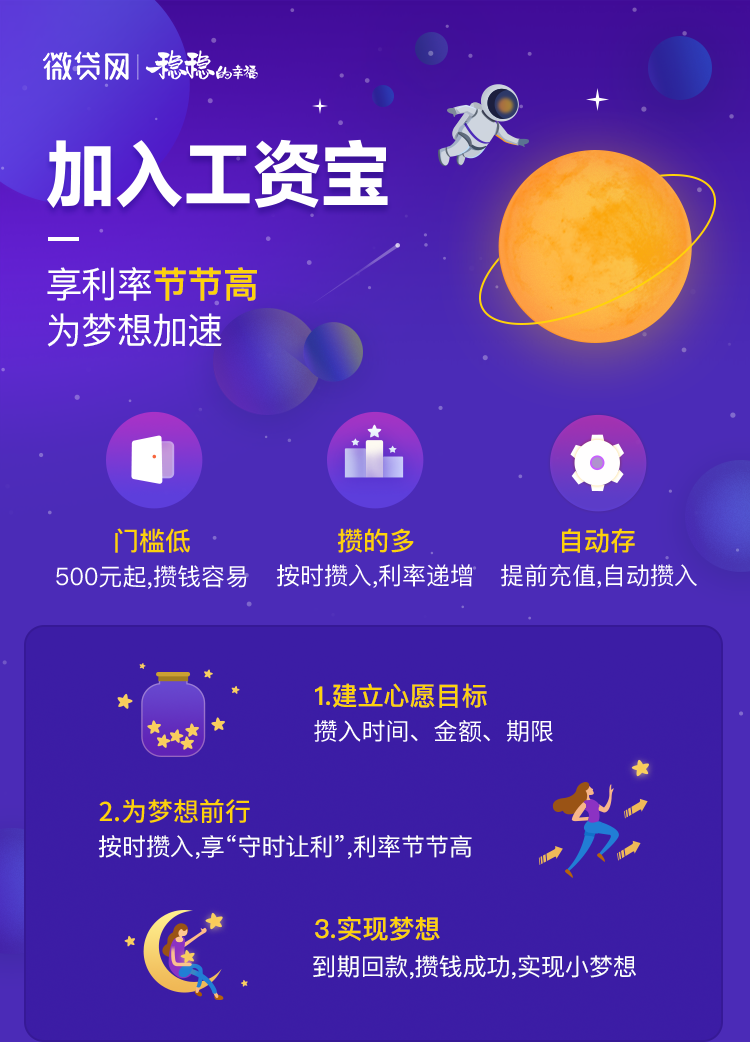 微贷网 稳稳的幸福
加入工资宝
享利率节节高
为梦想加速
门槛低
500元起,攒钱容易
攒的多
按时攒入,利率递增
自动存
提前充值,自动攒入
1.建立心愿目标
攒入时间、金额、期限
2.为梦想前行
按时攒入,享“守时让利”,利率节节高
3.实现梦想
到期回款,攒钱成功,实现小梦想